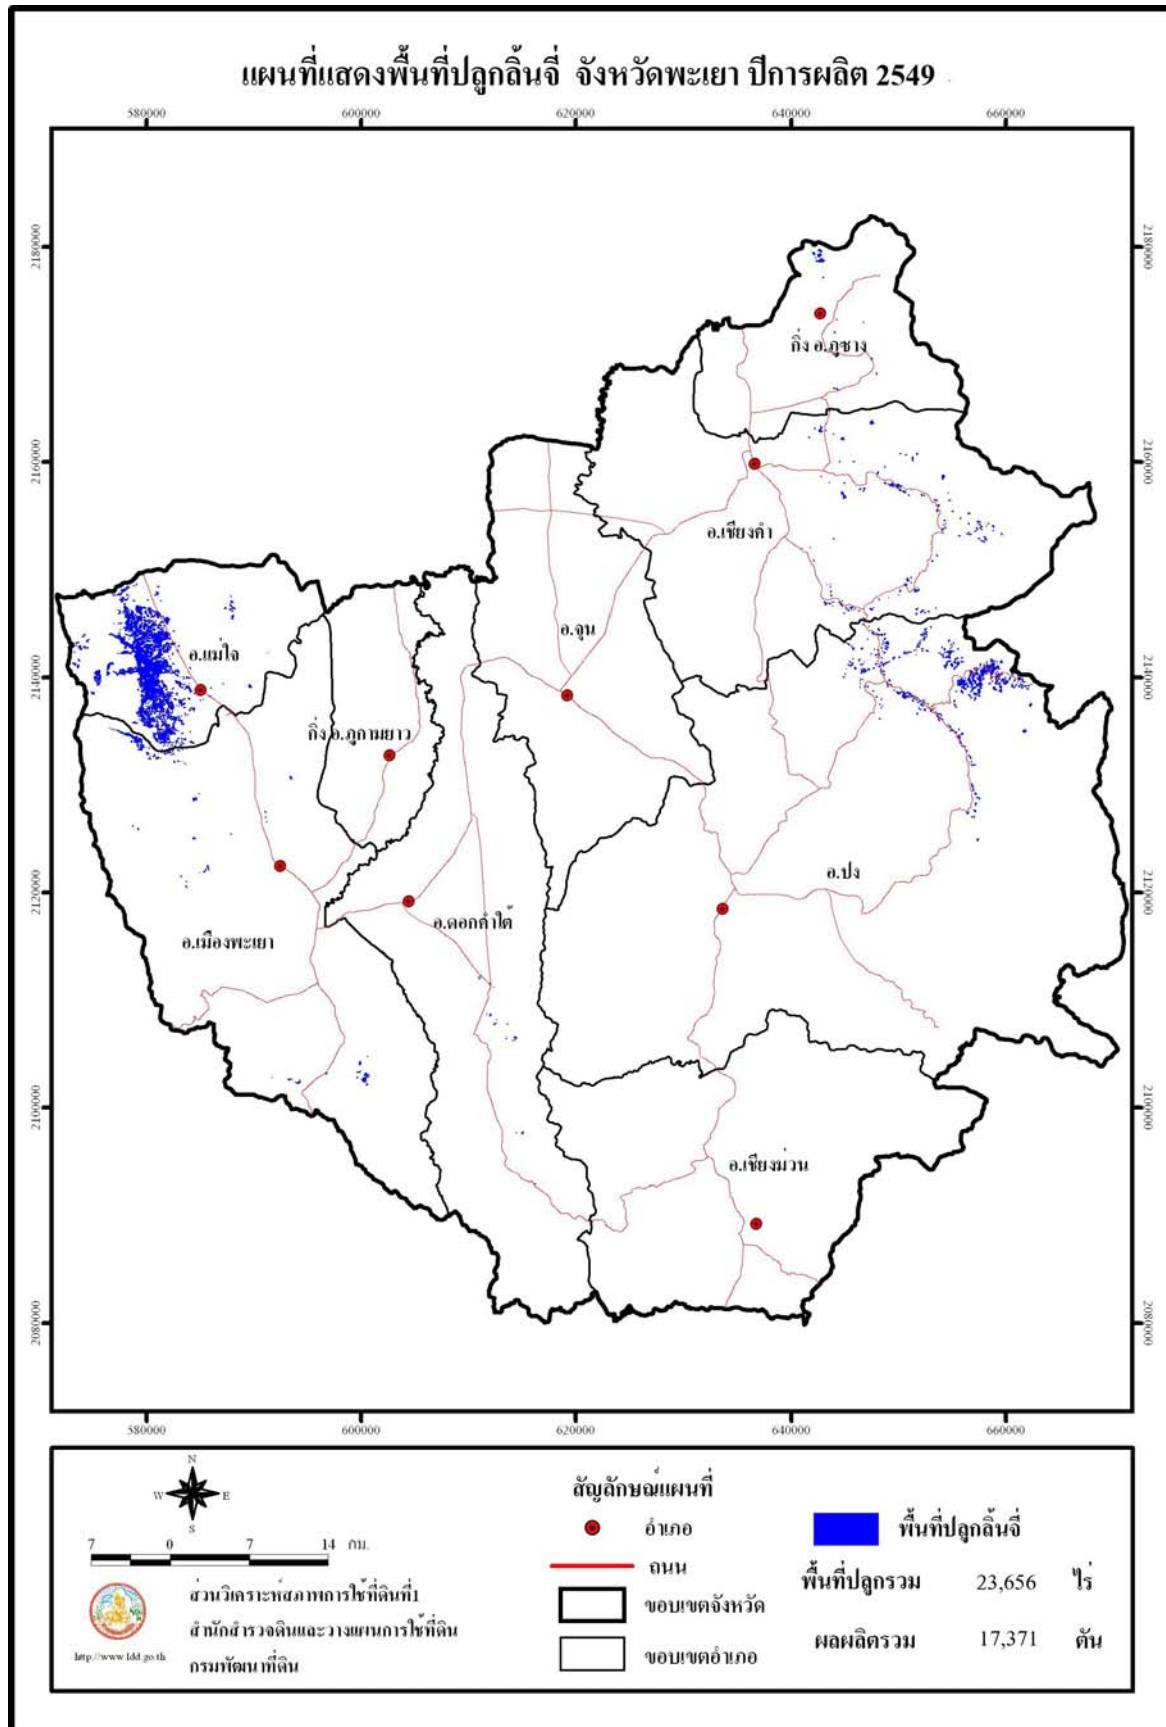 แผนที่แสดงพื้นที่ปลูกลิ้นจี่ จังหวัดพะเยา ปีการผลิต 2549
580000 600000 620000 640000 660000
2180000 2180000
กิ่ง อ.ภูซาง
2160000 2160000
อ.เชียงคำ
อ.จุน
อ.แม่ใจ
2140000 2140000
กิ่ง อ.ภูกามยาว
อ.ปง
2120000 2120000
อ.ดอกคำใต้
อ.เมืองพะเยา
2100000 2100000
อ.เชียงม่วน
2080000 2080000
580000 600000 620000 640000 660000
N
W E
S
7 0 7 14 กม.
ส่วนวิเคราะห์สภาพการใช้ที่ดินที่1
สำนักสำรวจดินและวางแผนการใช้ที่ดิน
กรมพัฒนาที่ดิน
http://www.ldd.go.th
สัญลักษณ์แผนที่
อำเภอ
ถนน
ขอบเขตจังหวัด
ขอบเขตอำเภอ
พื้นที่ปลูกลิ้นจี่
พื้นที่ปลูกรวม 23,656 ไร่
ผลผลิตรวม 17,371 ตัน